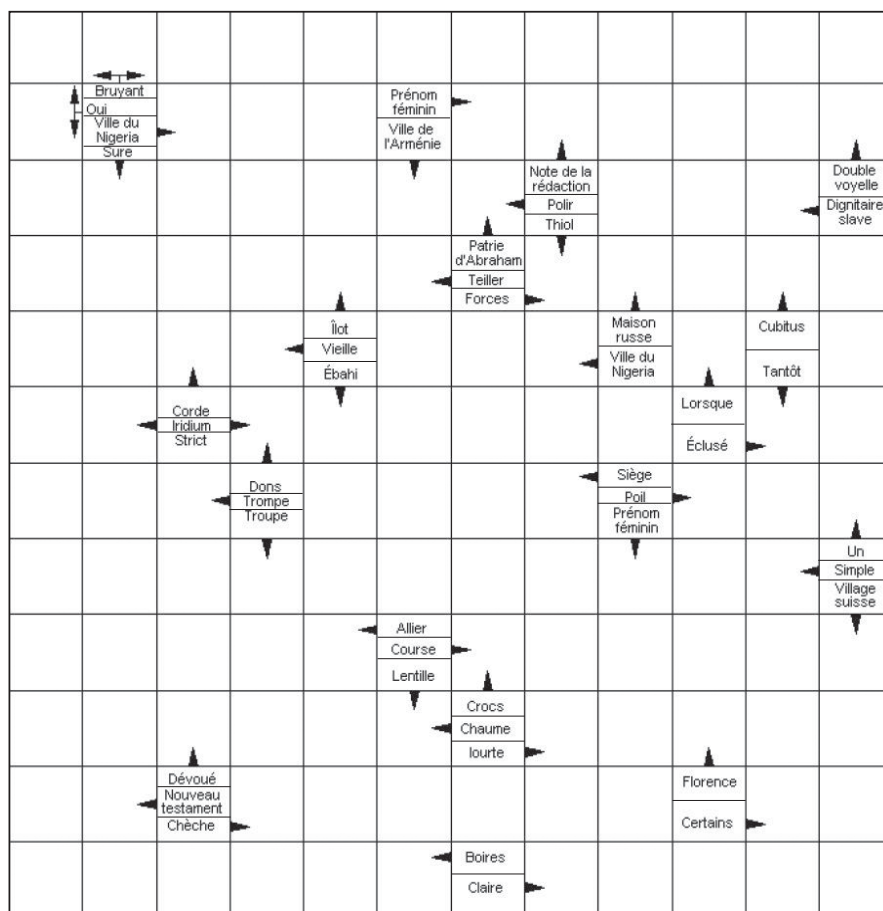 Bruyant
Oui
Ville du
Nigeria
Sure
Prénom
féminin
Ville de
l'Arménie
Note de la
rédaction
Polir
Thiol
Double
voyelle
Dignitaire
slave
Patrie
d'Abraham
Teiller
Forces
Îlot
Vieille
Ébahi
Maison
russe
Ville du
Nigeria
Cubitus
Tantôt
Corde
Iridium
Strict
Lorsque
Éclusé
Dons
Trompe
Troupe
Siège
Poil
Prénom
féminin
Un
Simple
Village
suisse
Allier
Course
Lentille
Crocs
Chaume
Iourte
Dévoué
Nouveau
testament
Chèche
Florence
Certains
Boires
Claire